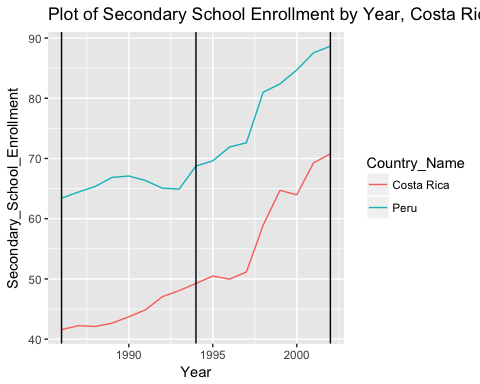 Plot of Secondary School Enrollment by Year, Costa
90
80
70
60
50
40
Secondary_School_Enrollment
1990 1995 2000
Year
Country_Name
Costa Rica
Peru